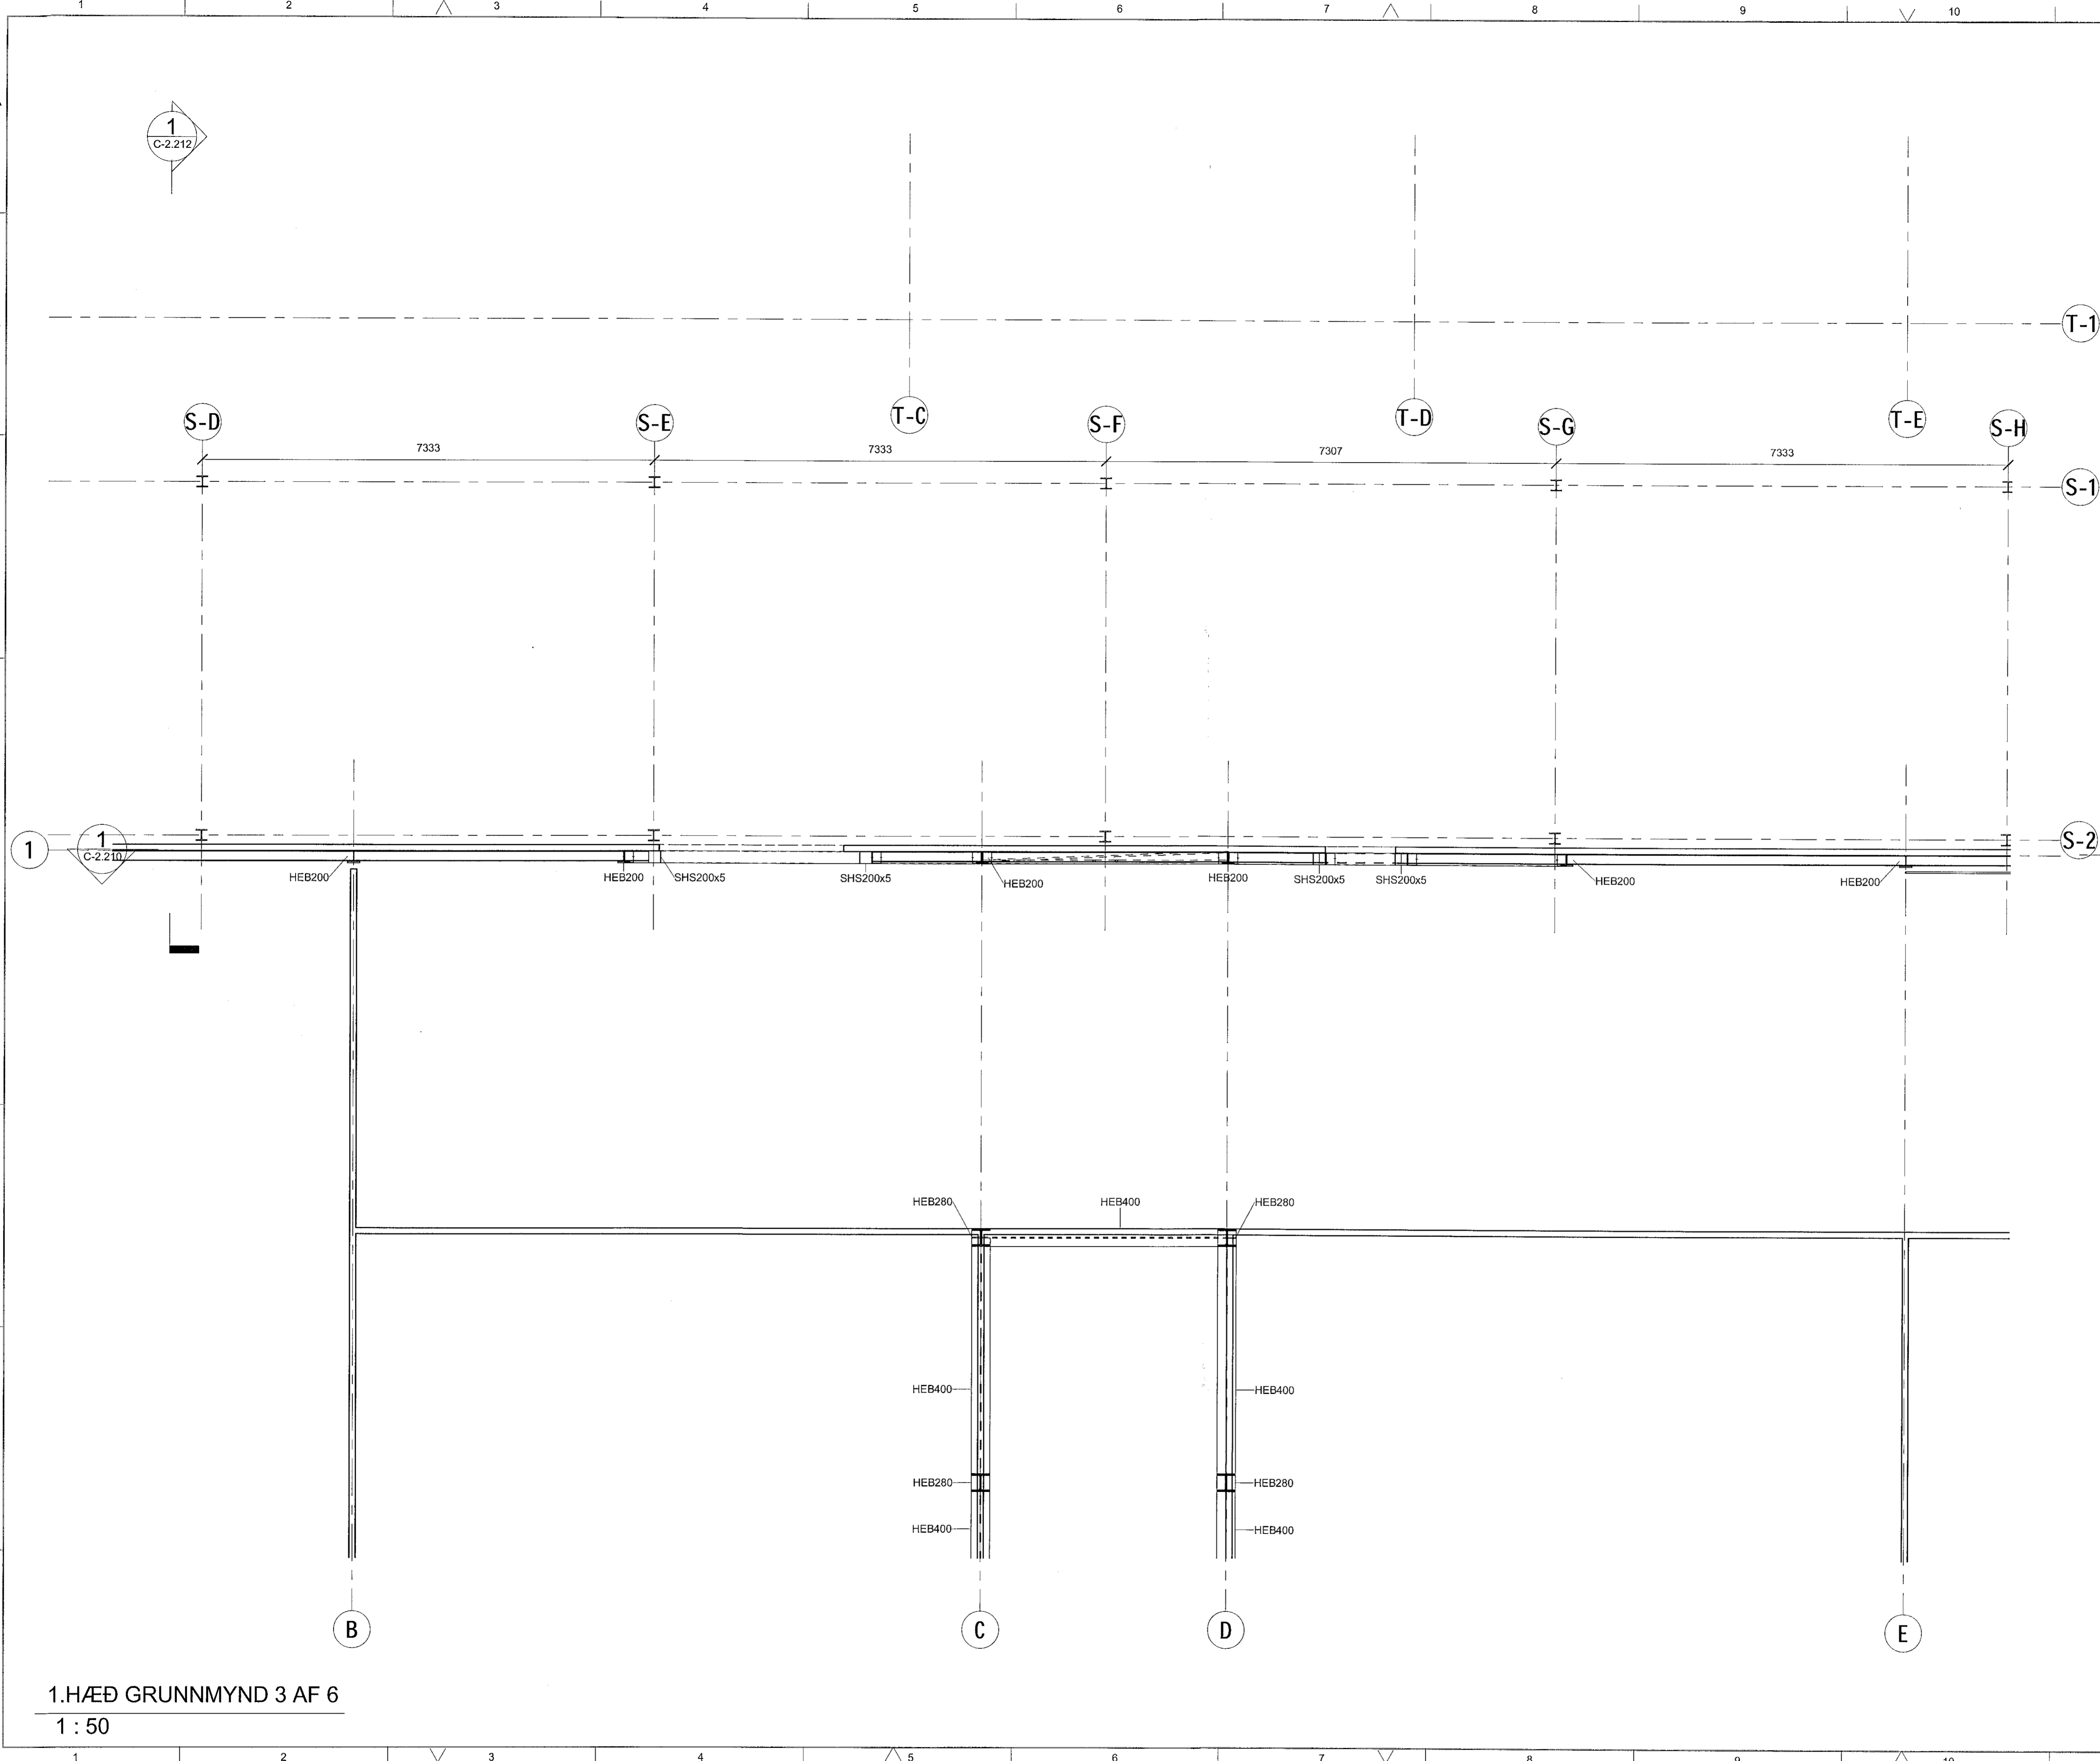 1 2 3 4 5 6 7 8 9 10
1
C-2.212
T-1
S-D S-E T-C S-F T-D S-G T-E S-H
7333 7333 7307 7333
S-1
1
1
C-2.210
S-2
HEB200 HEB200 SHS200x5 SHS200x5 HEB200 HEB200 SHS200x5 SHS200x5 HEB200 HEB200
HEB280 HEB400 HEB280
HEB400 HEB400
HEB280 HEB280
HEB400 HEB400
B C D E
1.HÆÐ GRUNNMYND 3 AF 6
1 : 50
1 2 3 4 5 6 7 8 9 10